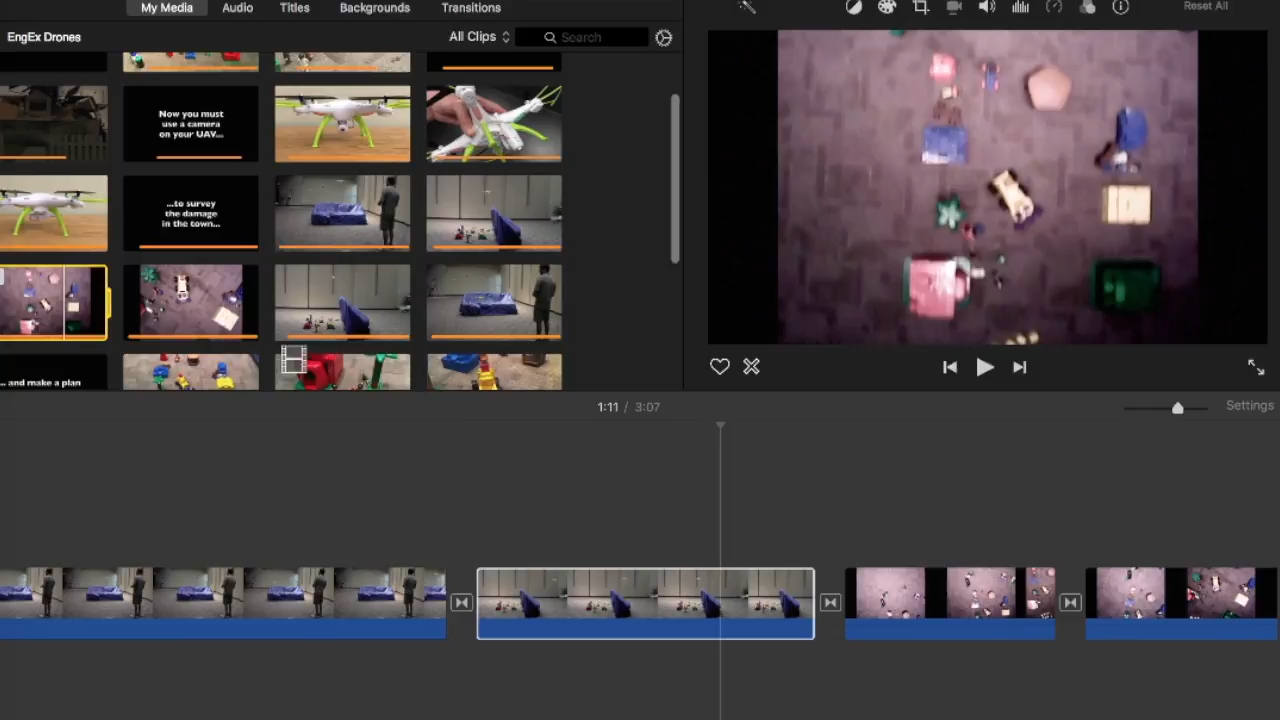 My Media
Audio
Titles
Backgrounds
Transitions
Reset All
EngEx Drones
All Clips
Search
Now you must
use a camera
on your UAV...
...to survey
the damage
in the town...
... and make a plan
1:11 / 3:07
Settings